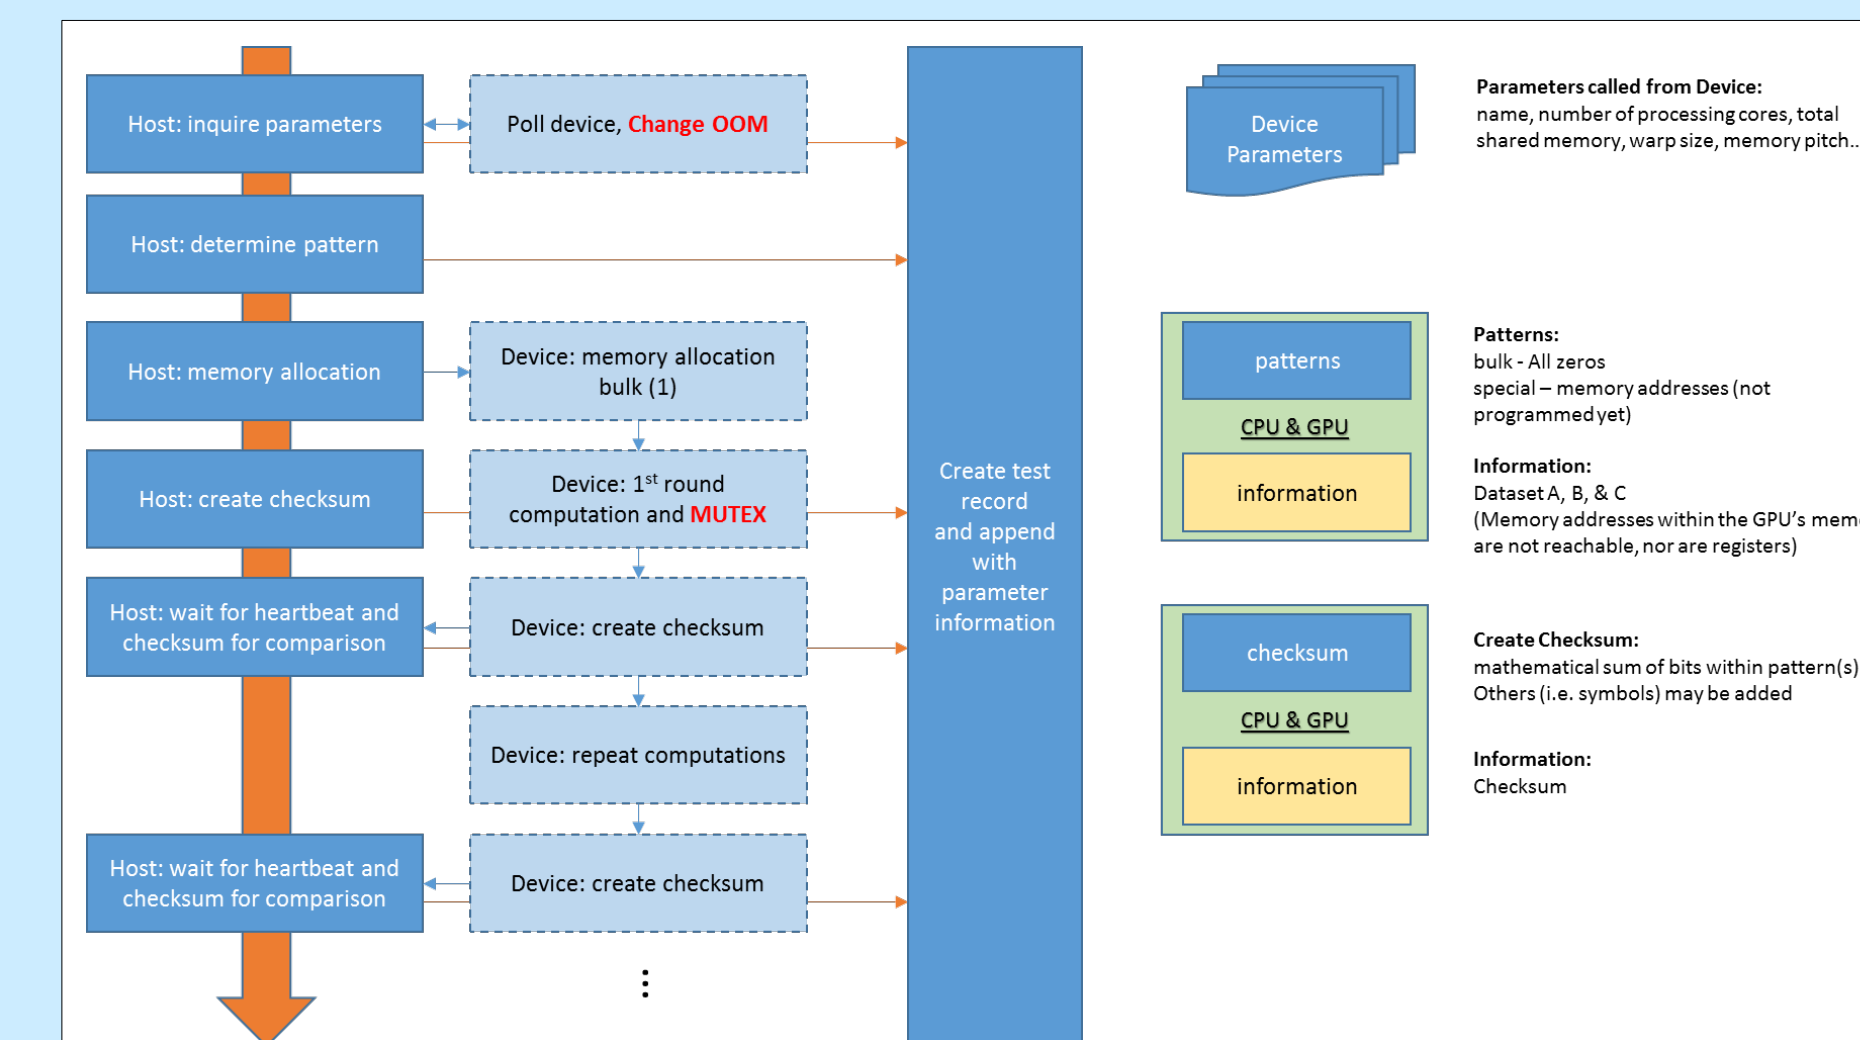 Host: inquire parameters
Poll device, Change OOM
Host: determine pattern
Host: memory allocation
Device: memory allocation
bulk (1)
Host: create checksum
Device: 1st round
computation and MUTEX
Host: wait for heartbeat and
checksum for comparison
Device: create checksum
Device: repeat computations
Host: wait for heartbeat and
checksum for comparison
Device: create checksum
⋮
Create test
record
and append
with
parameter
information
Device
Parameters
Parameters called from Device:
name, number of processing cores, total
shared memory, warp size, memory pitch..
patterns
CPU & GPU
information
Patterns:
bulk - All zeros
special – memory addresses (not
programmed yet)
Information:
Dataset A, B, & C
(Memory addresses within the GPU's
are not reachable, nor are registers)
checksum
CPU & GPU
information
Create Checksum:
mathematical sum of bits within pattern(s)
Others (i.e. symbols) may be added
Information:
Checksum